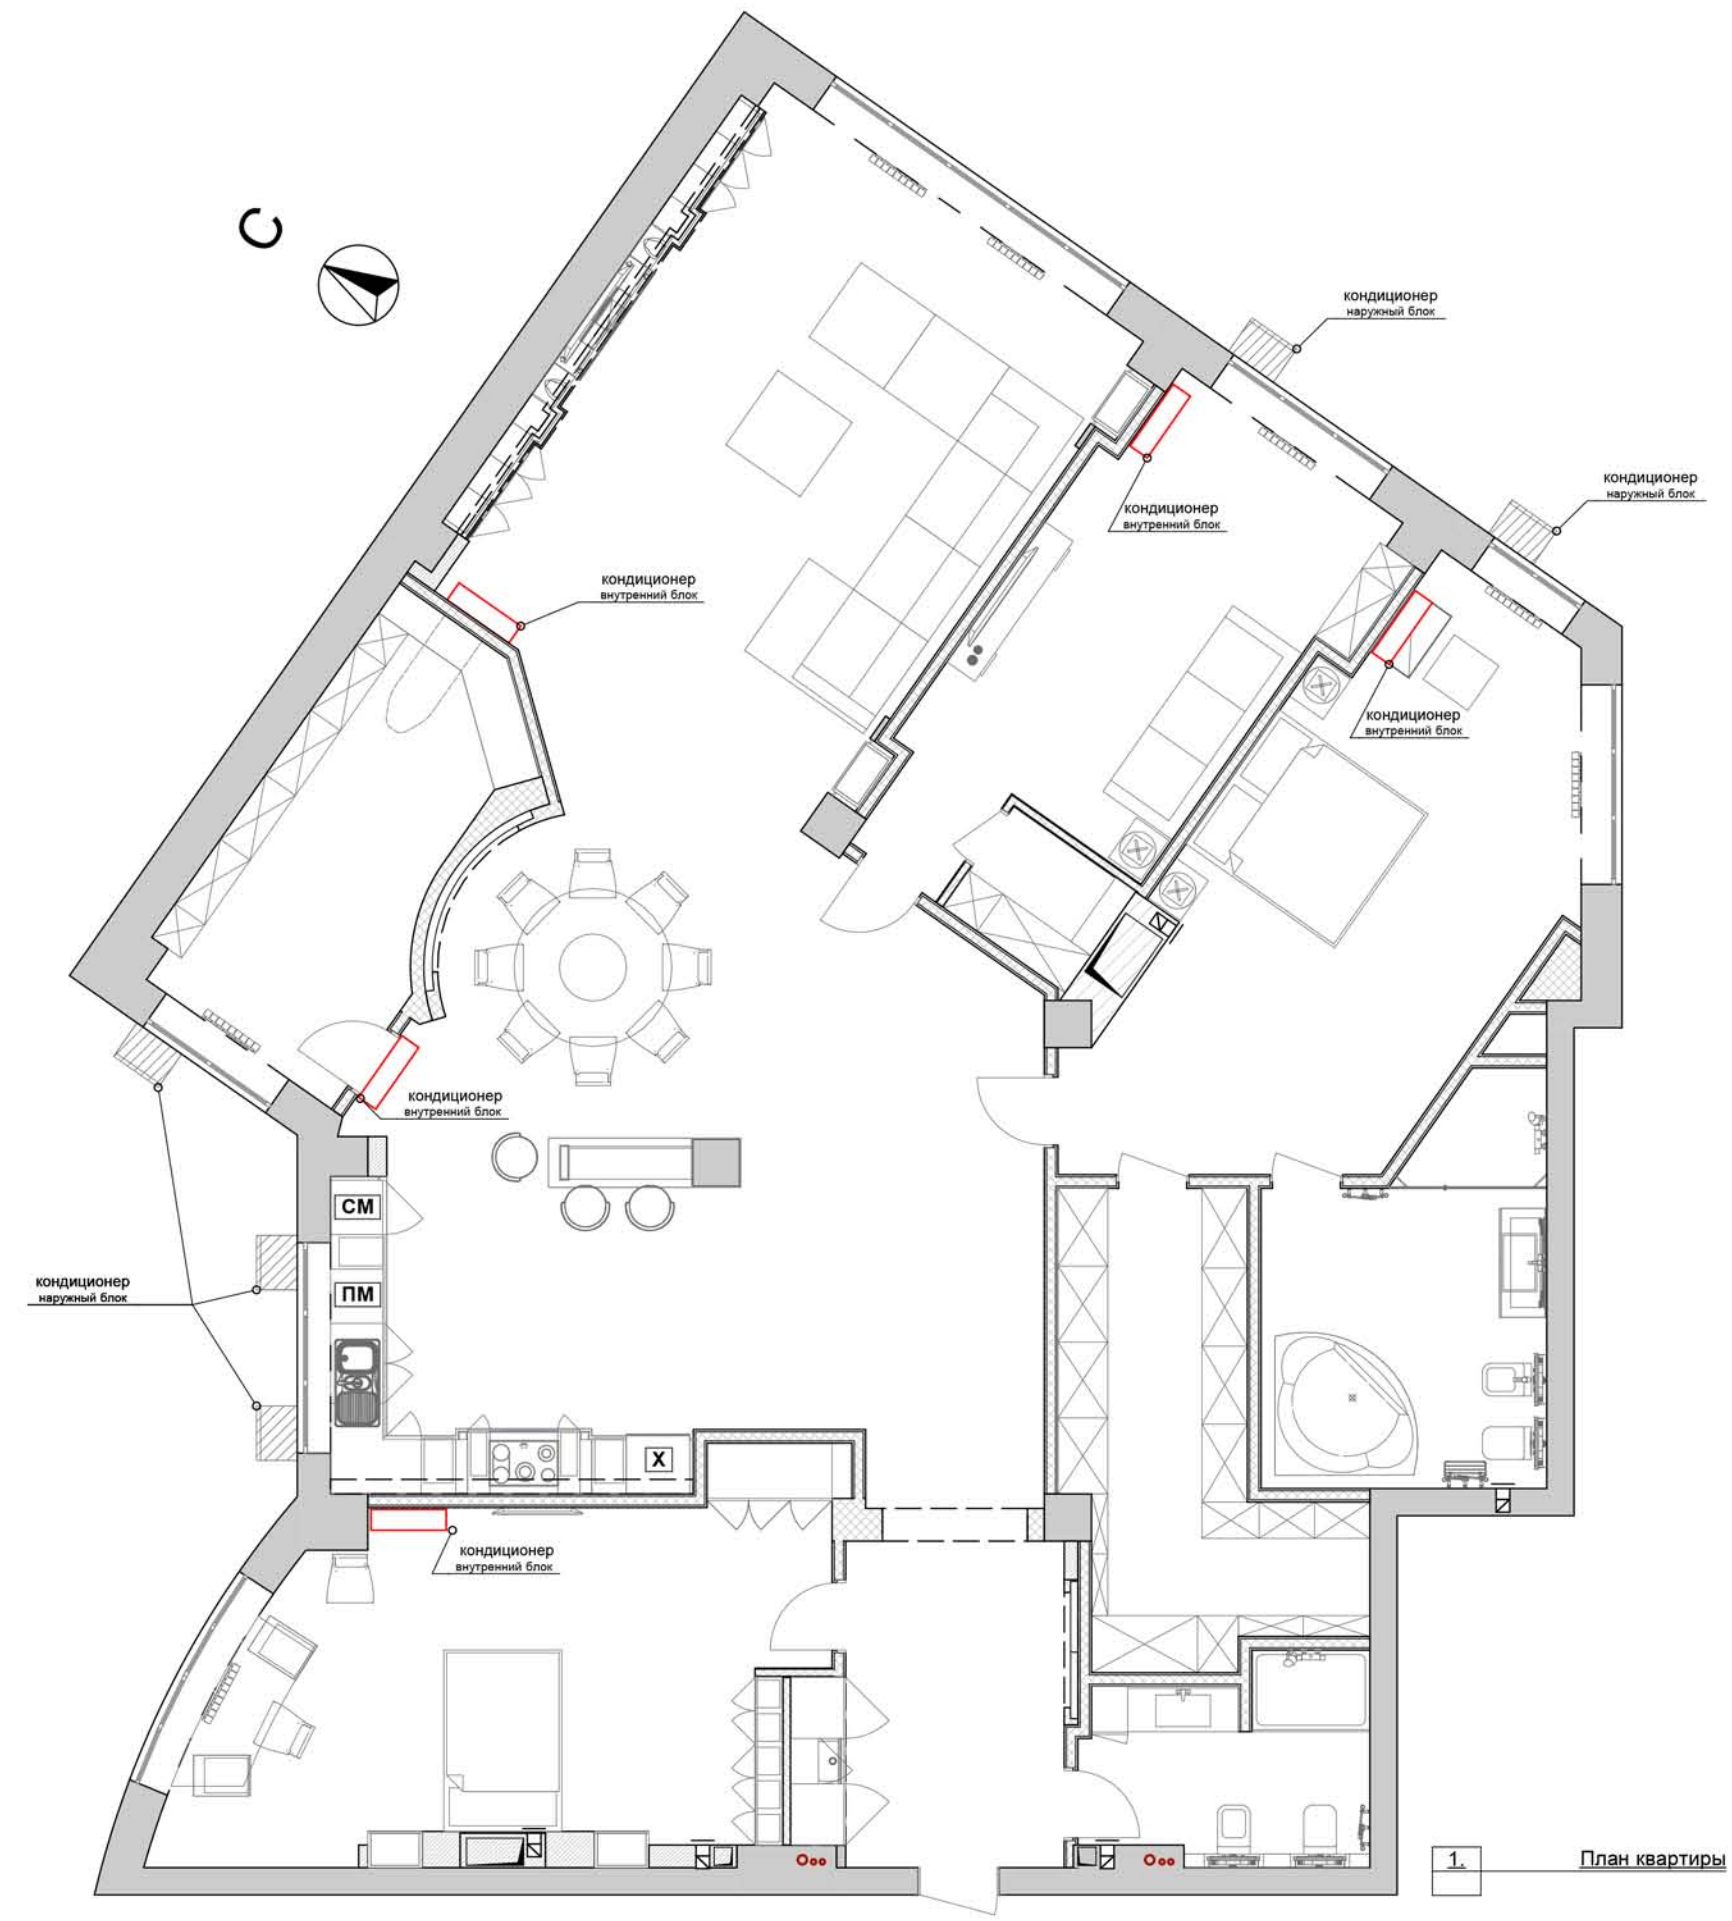 С
кондиционер
наружный блок
кондиционер
наружный блок
кондиционер
внутренний блок
кондиционер
внутренний блок
кондиционер
внутренний блок
кондиционер
внутренний блок
СМ
кондиционер
наружный блок
ПМ
Х
кондиционер
внутренний блок
1.
План квартиры